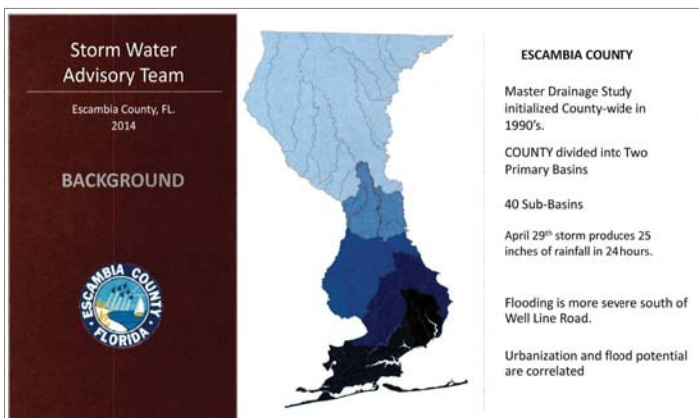 Storm Water
Advisory Team
Escambia County, FL.
2014
BACKGROUND
ESCAMBIA COUNTY
FLORIDA
ESCAMBIA COUNTY
Master Drainage Study
initialized County-wide in
1990's.
COUNTY divided into Two
Primary Basins
40 Sub-Basins
April 29th storm produces 25
inches of rainfall in 24hours.
Flooding is more severe south of
Well Line Road.
Urbanization and flood potential
are correlated